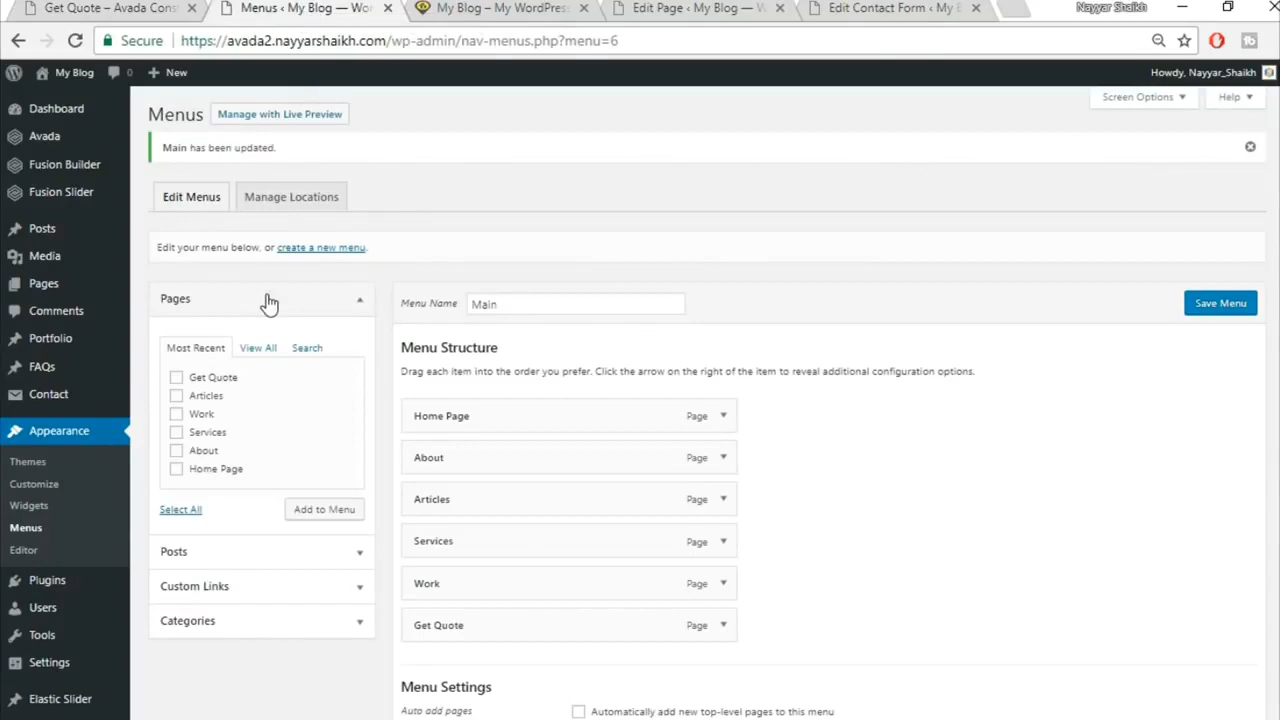 Get Quote – Avada Cons
Menus ‹ My Blog — Wor
My Blog – My WordPress
Edit Page ‹ My Blog — W
Edit Contact Form ‹ My B
Nayyar Shaikh
Secure
https://avada2.nayyarshaikh.com/wp-admin/nav-menus.php?menu=6
My Blog
0
New
Howdy, Nayyar_Shaikh
Dashboard
Avada
Fusion Builder
Fusion Slider
Posts
Media
Pages
Comments
Portfolio
FAQs
Contact
Appearance
Themes
Customize
Widgets
Menus
Editor
Plugins
Users
Tools
Settings
Elastic Slider
Screen Options
Help
Menus
Manage with Live Preview
Main has been updated.
Edit Menus
Manage Locations
Edit your menu below, or create a new menu.
Pages
Most Recent
View All
Search
Get Quote
Articles
Work
Services
About
Home Page
Select All
Add to Menu
Posts
Custom Links
Categories
Menu Name
Main
Save Menu
Menu Structure
Drag each item into the order you prefer. Click the arrow on the right of the item to reveal additional configuration options.
Home Page Page
About Page
Articles Page
Services Page
Work Page
Get Quote Page
Menu Settings
Auto add pages
Automatically add new top-level pages to this menu